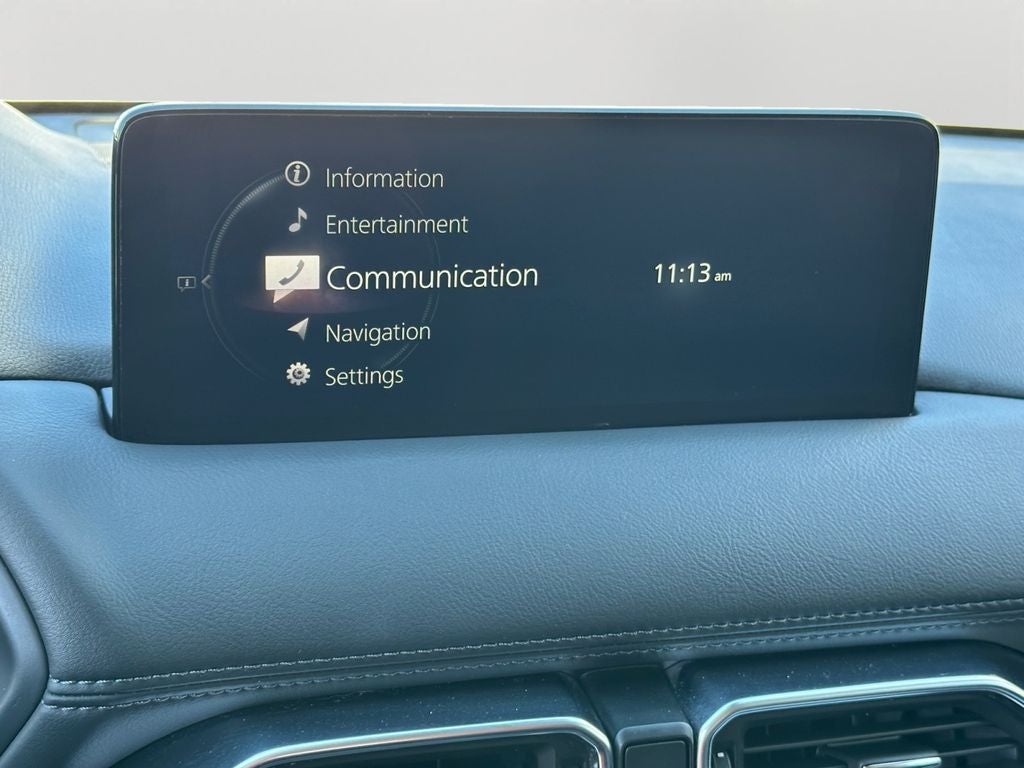 Information
Entertainment
Communication
11:13 am
Navigation
Settings